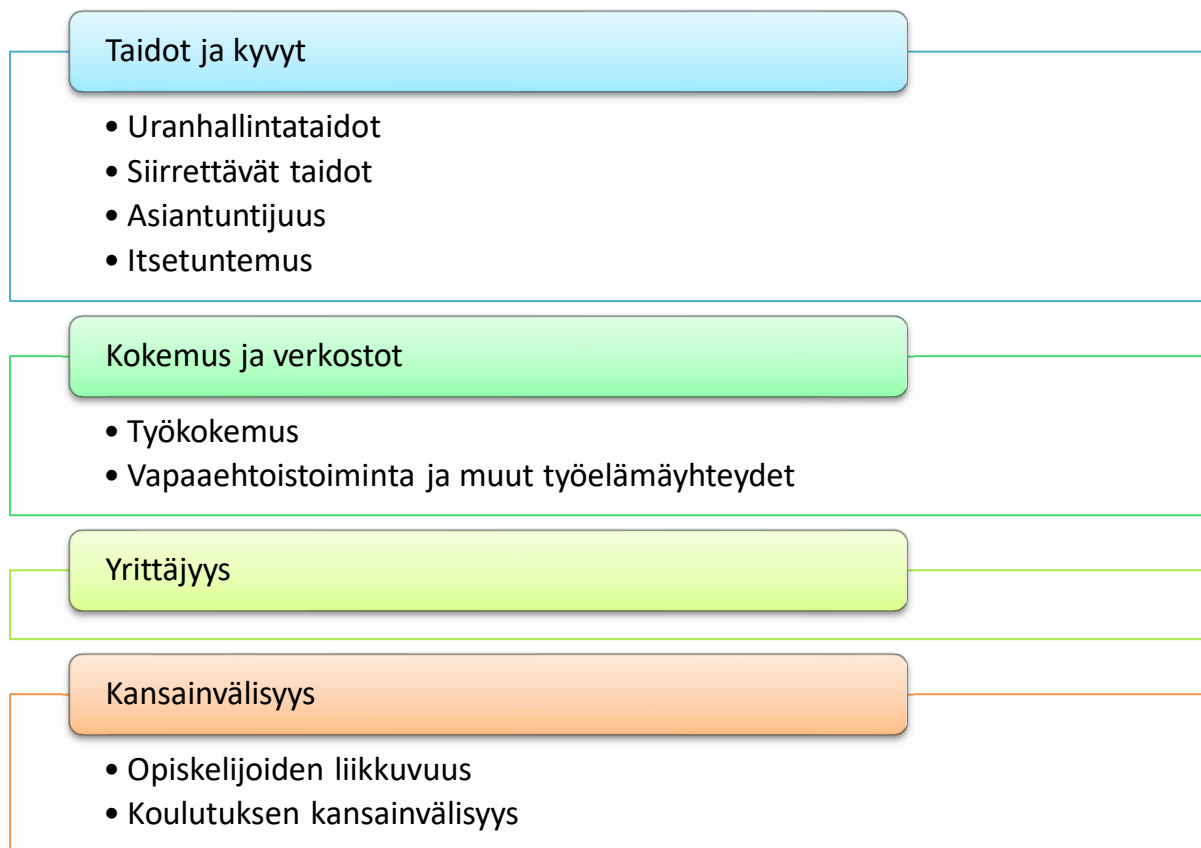 Taidot ja kyvyt
• Uranhallintataidot
• Siirrettävät taidot
• Asiantuntijuus
• Itsetuntemus
Kokemus ja verkostot
• Työkokemus
• Vapaaehtoistoiminta ja muut työelämäyhteydet
Yrittäjyys
Kansainvälisyys
• Opiskelijoiden liikkuvuus
• Koulutuksen kansainvälisyys